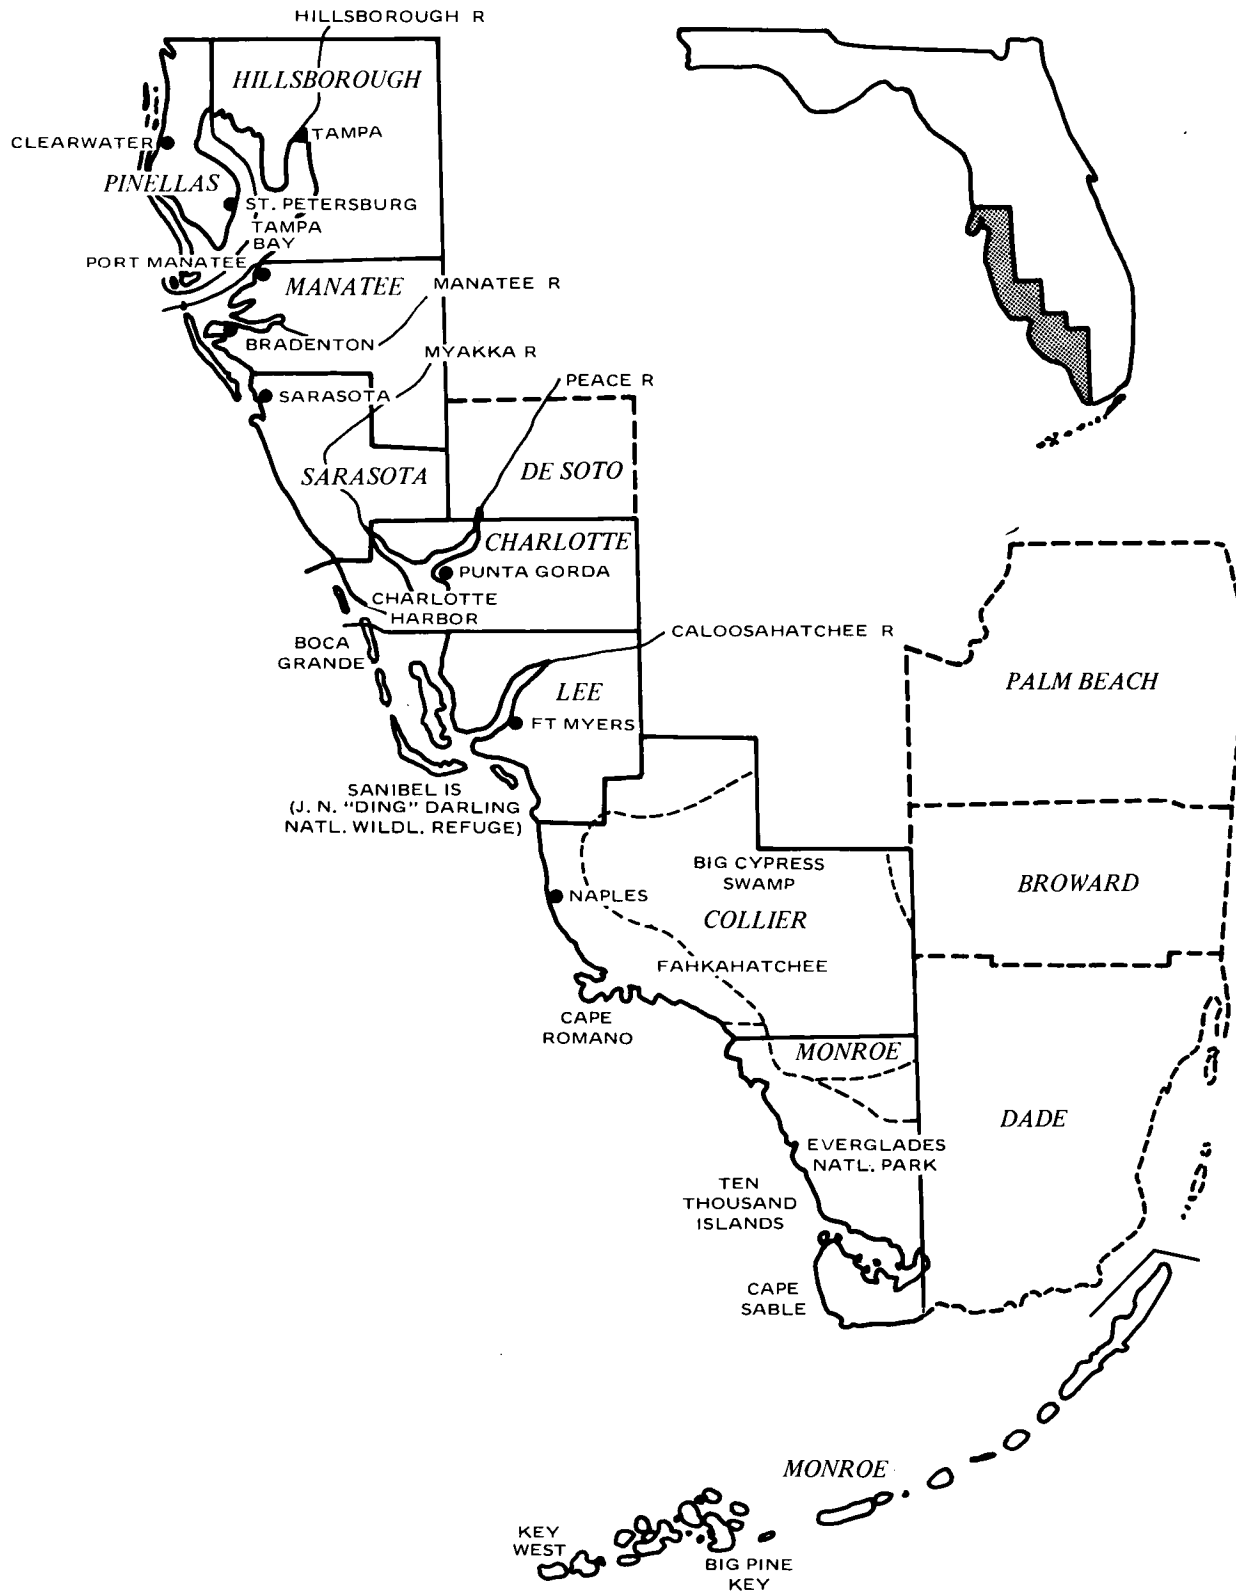 HILLSBOROUGH R
HILLSBOROUGH
TAMPA
CLEARWATER
PINELLAS
ST. PETERSBURG
TAMPA
BAY
PORT MANATEE
MANATEE
MANATEE R
BRADENTON
MYAKKA R
PEACE R
SARASOTA
SARASOTA
DE SOTO
CHARLOTTE
PUNTA GORDA
CHARLOTTE
HARBOR
BOCA
GRANDE
CALOOSAHATCHEE R
LEE
FT MYERS
PALM BEACH
SANIBEL IS
(J. N. "DING" DARLING
NATL. WILDL. REFUGE)
BIG CYPRESS
SWAMP
BROWARD
NAPLES
COLLIER
FAHKAHATCHEE
CAPE
ROMANO
MONROE
DADE
EVERGLADES
NATL. PARK
TEN
THOUSAND
ISLANDS
CAPE
SABLE
MONROE
KEY
WEST
BIG PINE
KEY